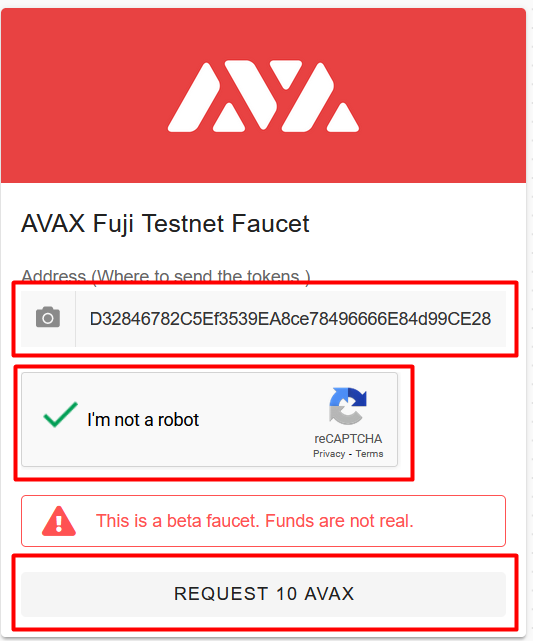 AVAX
AVAX Fuji Testnet Faucet
Address (Where to send the tokens )
D32846782C5Ef3539EA8ce78496666E84d99CE28
I'm not a robot
reCAPTCHA
Privacy - Terms
This is a beta faucet. Funds are not real.
REQUEST 10 AVAX